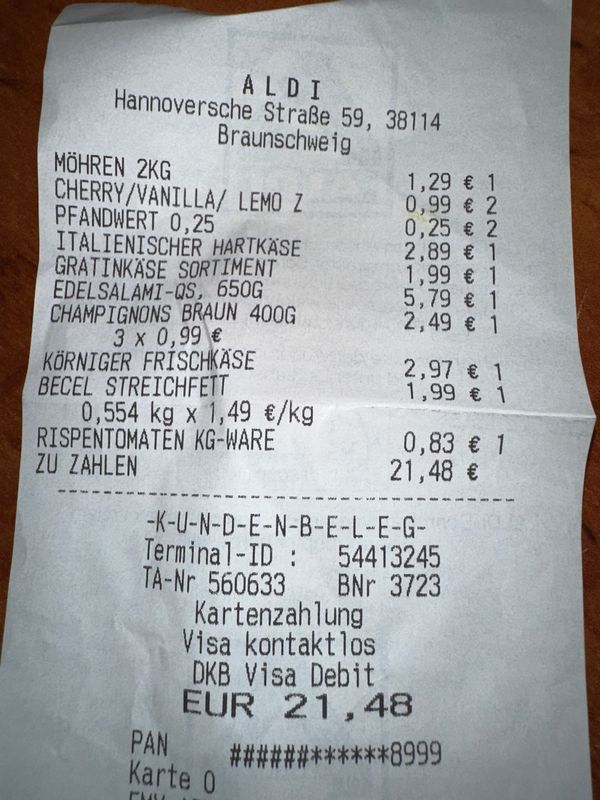 ALDI
Hannoversche Straße 59, 38114
Braunschweig
MÖHREN 2KG 1,29 € 1
CHERRY/VANILLA/ LEMO Z 0,99 € 2
PFANDWERT 0,25 0,25 € 2
ITALIENISCHER HARTKÄSE 2,89 € 1
GRATINKÄSE SORTIMENT 1,99 € 1
EDELSALAMI-QS, 650G 5,79 € 1
CHAMPIGNONS BRAUN 400G 2,49 € 1
3 x 0,99 €
KÖRNIGER FRISCHKÄSE 2,97 € 1
BECEL STREICHFETT 1,99 € 1
0,554 kg x 1,49 €/kg
RISPENTOMATEN KG-WARE 0,83 € 1
ZU ZAHLEN 21,48 €
-K-U-N-D-E-N-B-E-L-E-G-
Terminal-ID : 54413245
TA-Nr 560633 BNr 3723
Kartenzahlung
Visa kontaktlos
DKB Visa Debit
EUR 21,48
PAN ######******8999
Karte 0